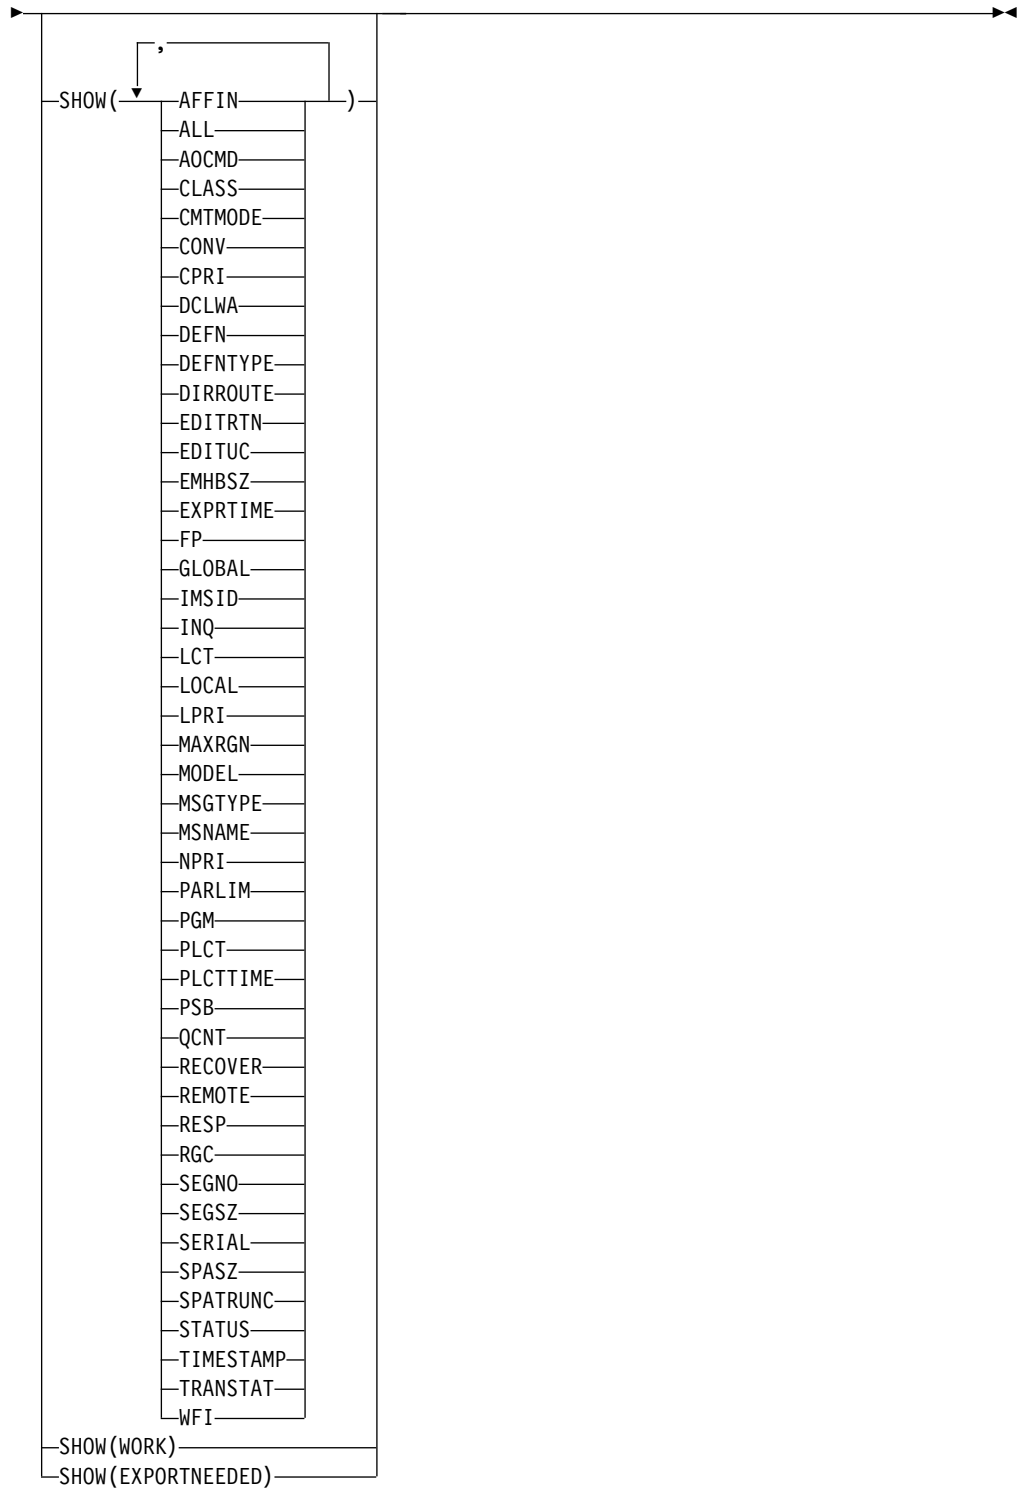 ,
SHOW( AFFIN )
ALL
AOCMD
CLASS
CMTMODE
CONV
CPRI
DCLWA
DEFN
DEFNTYPE
DIRROUTE
EDITRTN
EDITUC
EMHBSZ
EXPRTIME
FP
GLOBAL
IMSID
INQ
LCT
LOCAL
LPRI
MAXRGN
MODEL
MSGTYPE
MSNAME
NPRI
PARLIM
PGM
PLCT
PLCTTIME
PSB
QCNT
RECOVER
REMOTE
RESP
RGC
SEGNO
SEGSZ
SERIAL
SPASZ
SPATRUNC
STATUS
TIMESTAMP
TRANSTAT
WFI
SHOW(WORK)
SHOW(EXPORTNEEDED)